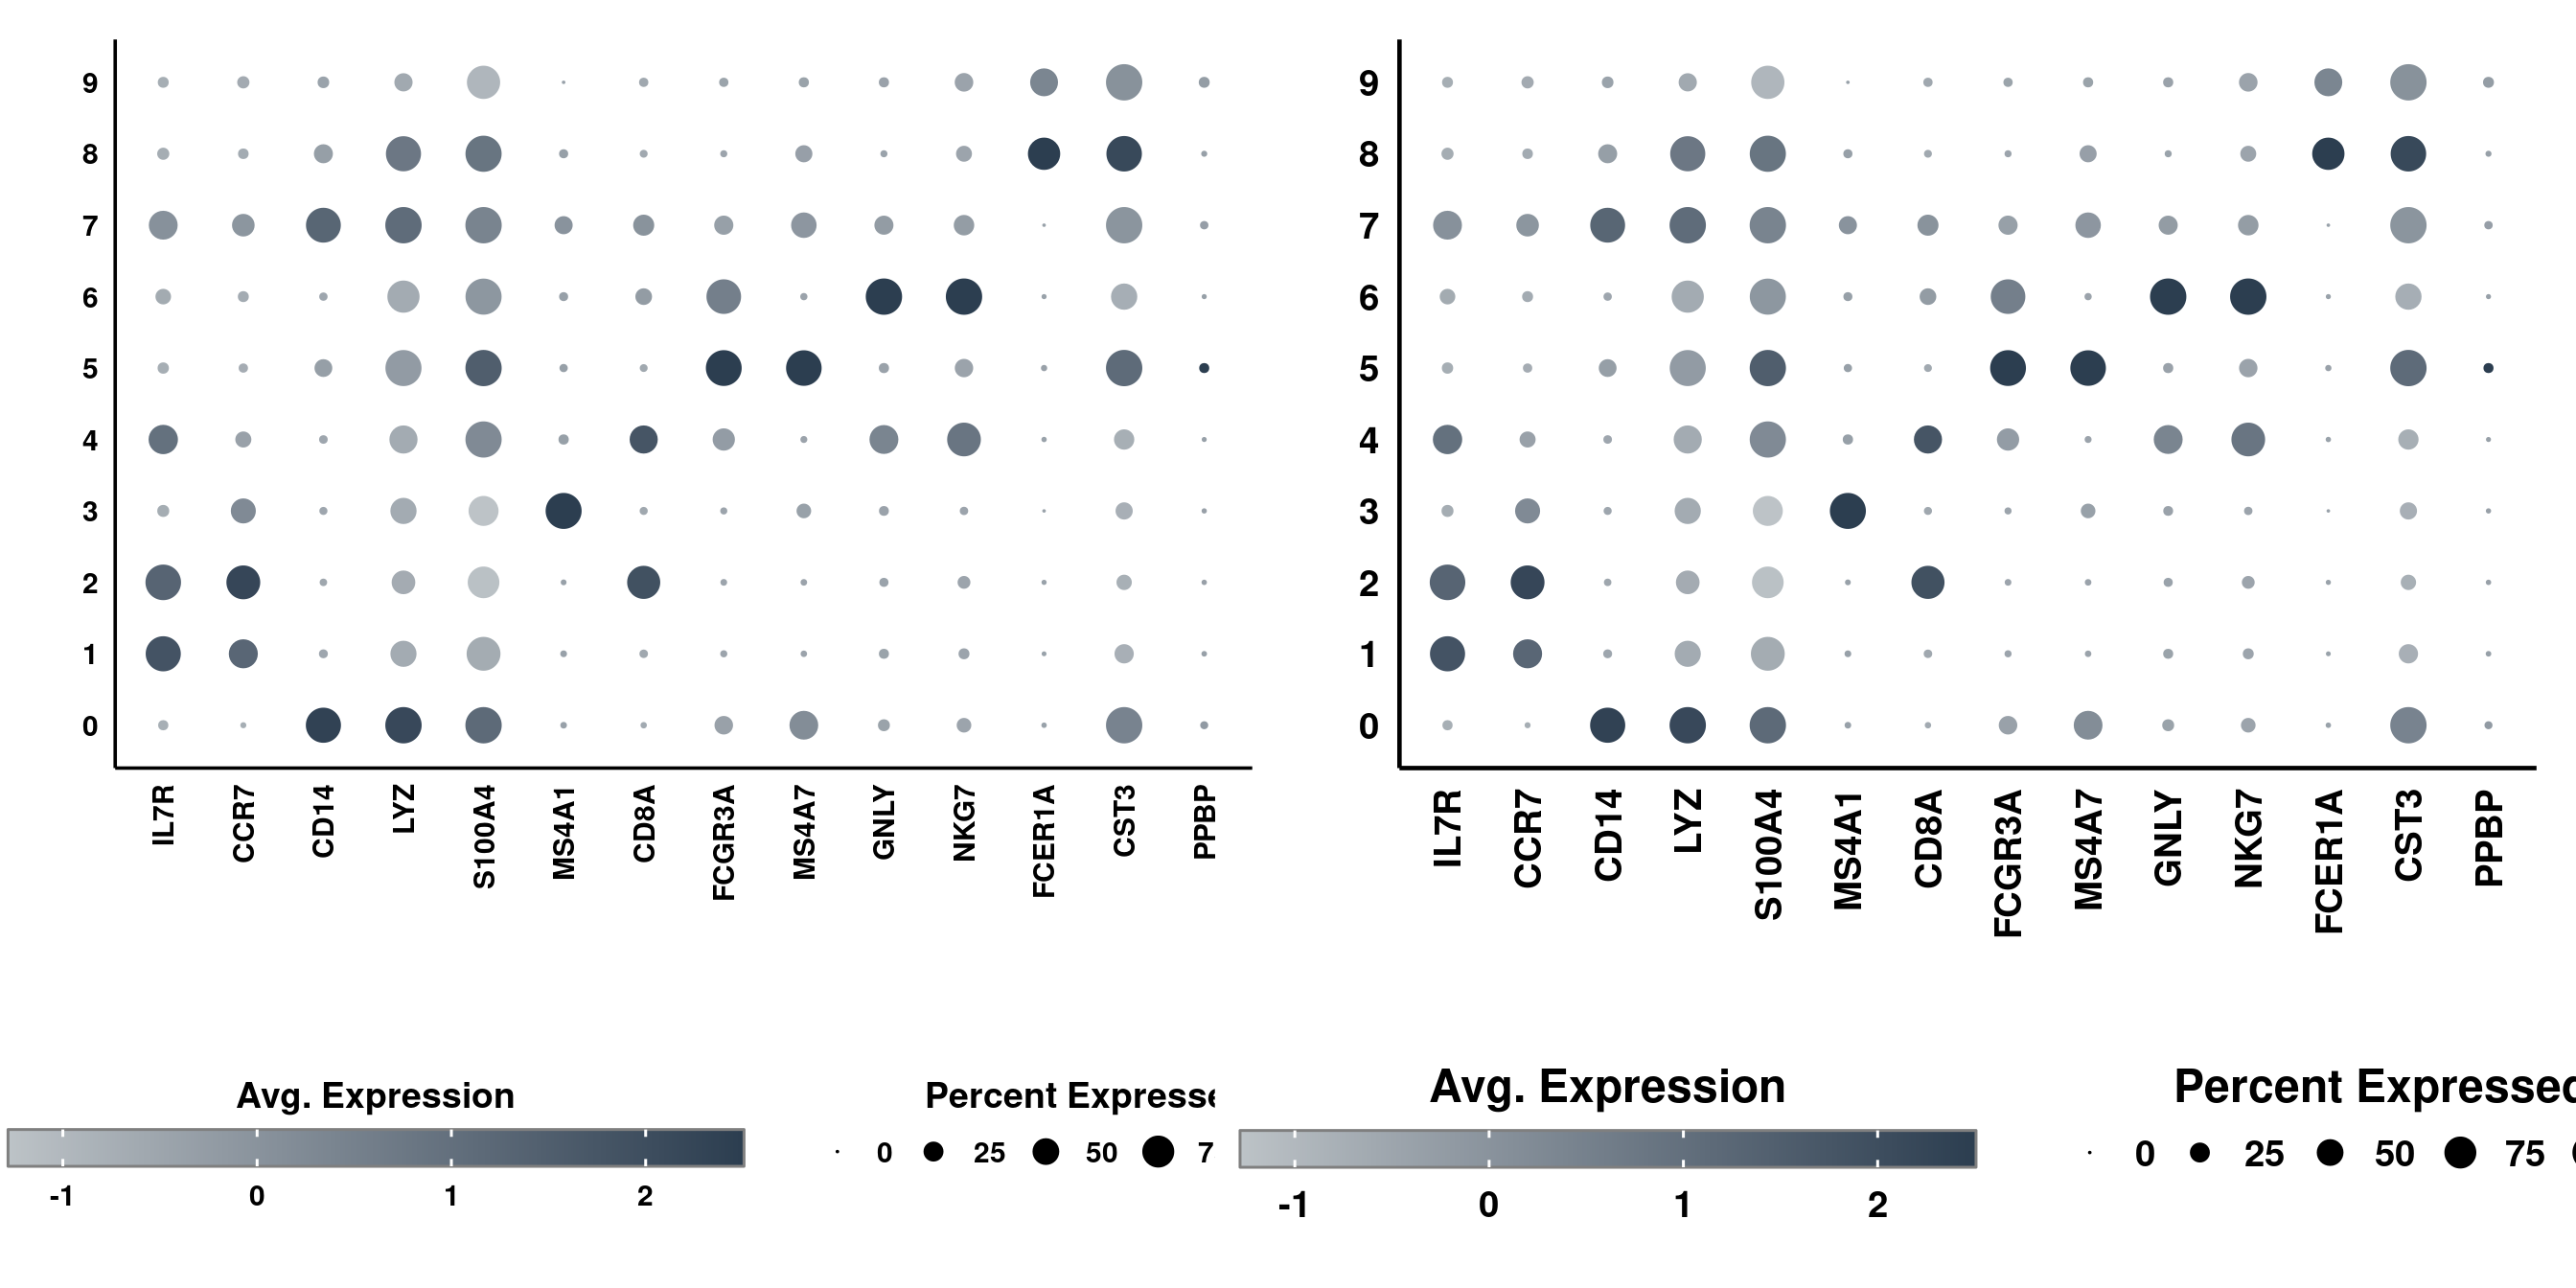 9
8
7
6
5
4
3
2
1
0
IL7R CCR7 CD14 LYZ S100A4 MS4A1 CD8A FCGR3A MS4A7 GNLY NKG7 FCER1A CST3 PPBP
Avg. Expression
-1 0 1 2
Percent Expresse
0 25 50 7
9
8
7
6
5
4
3
2
1
0
IL7R CCR7 CD14 LYZ S100A4 MS4A1 CD8A FCGR3A MS4A7 GNLY NKG7 FCER1A CST3 PPBP
Avg. Expression
-1 0 1 2
Percent Expressed
0 25 50 75